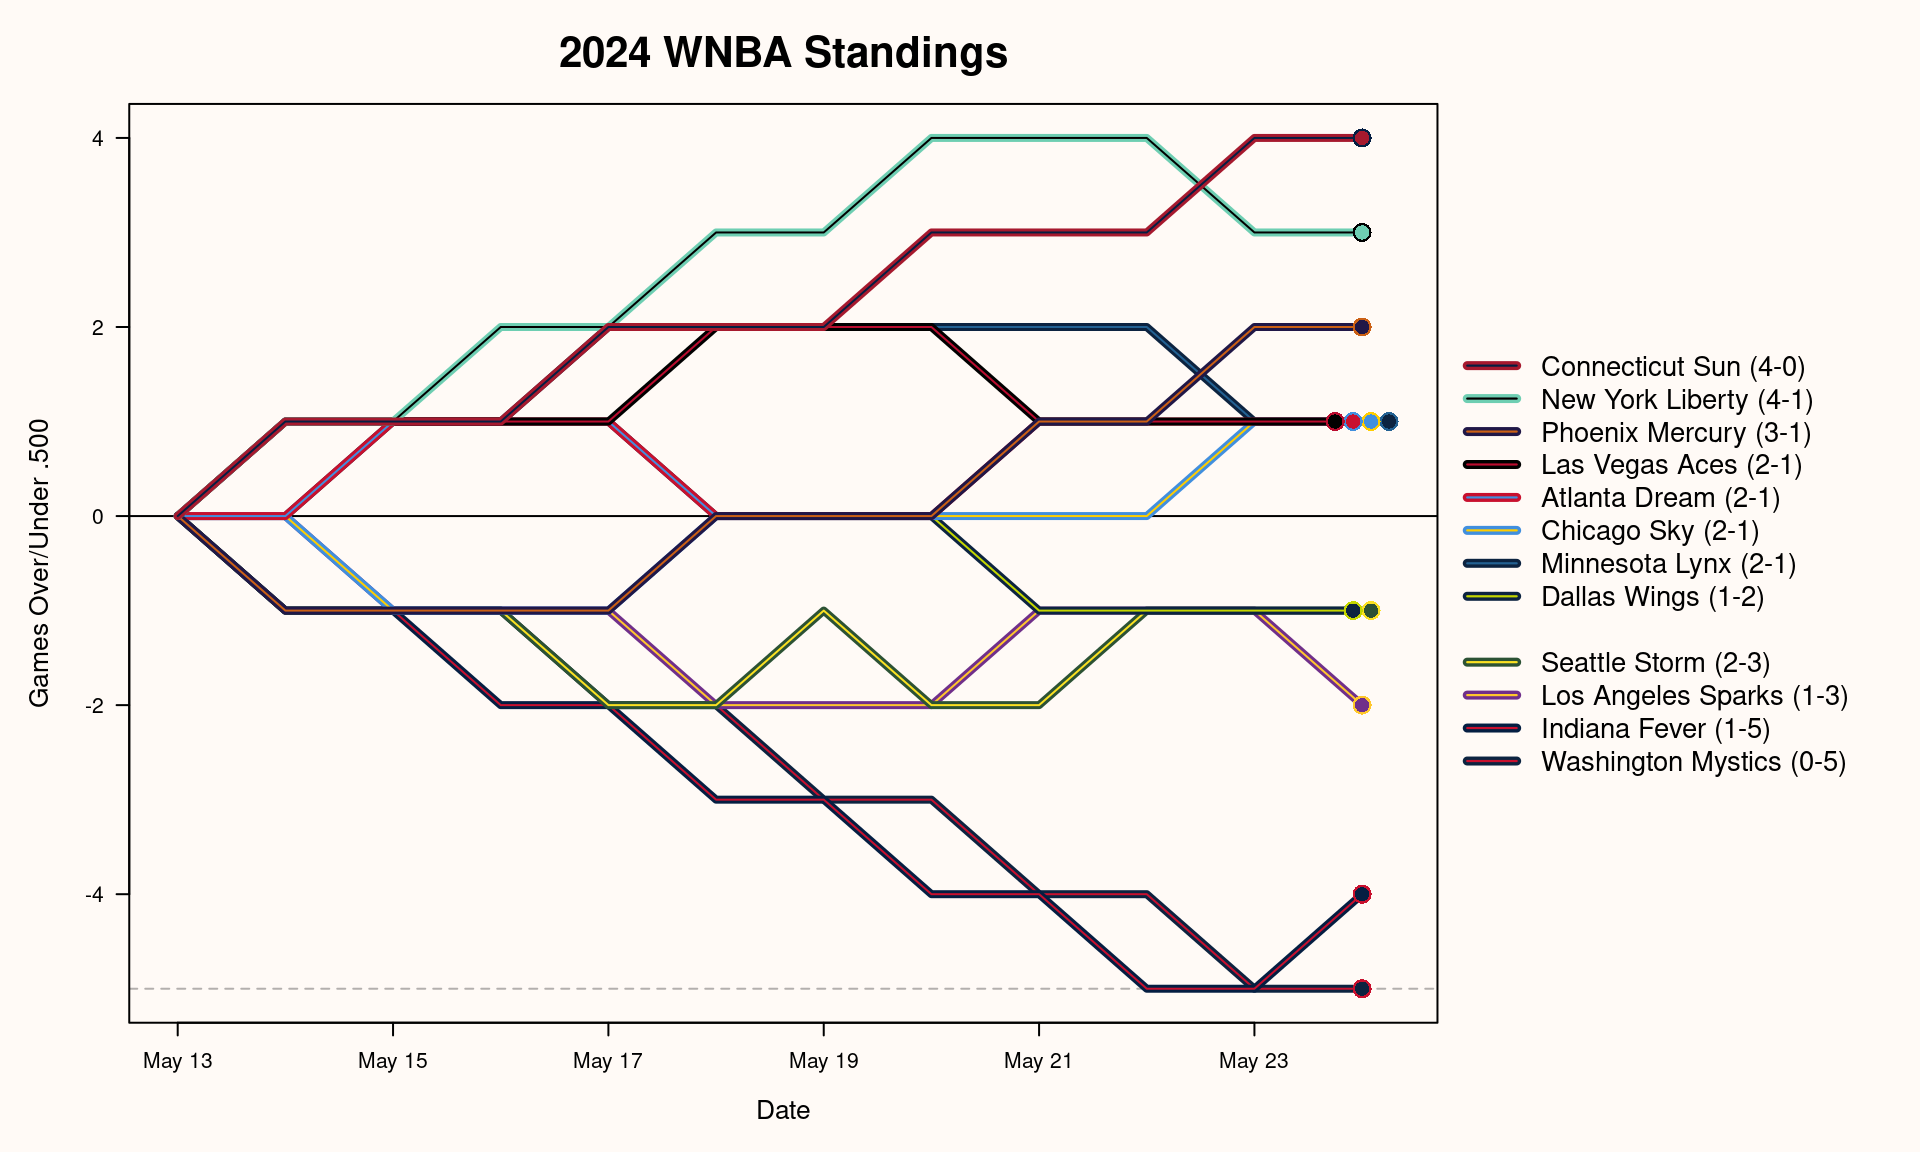 2024 WNBA Standings
Games Over/Under .500
4
2
0
-2
-4
May 13
May 15
May 17
May 19
May 21
May 23
Date
Connecticut Sun (4-0)
New York Liberty (4-1)
Phoenix Mercury (3-1)
Las Vegas Aces (2-1)
Atlanta Dream (2-1)
Chicago Sky (2-1)
Minnesota Lynx (2-1)
Dallas Wings (1-2)
Seattle Storm (2-3)
Los Angeles Sparks (1-3)
Indiana Fever (1-5)
Washington Mystics (0-5)